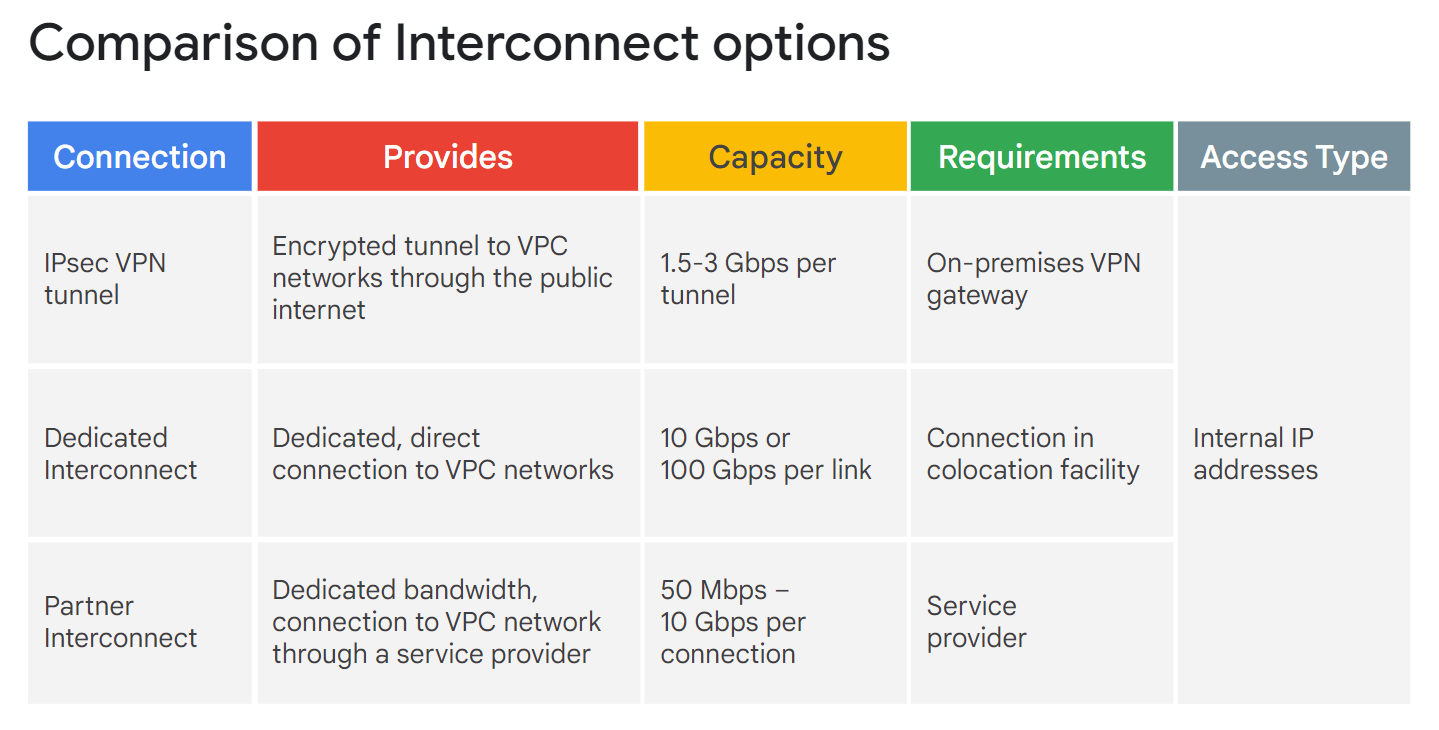 Comparison of Interconnect options
Connection
Provides
Capacity
Requirements
Access Type
IPsec VPN
tunnel
Encrypted tunnel to VPC
networks through the public
internet
1.5-3 Gbps per
tunnel
On-premises VPN
gateway
Dedicated
Interconnect
Dedicated, direct
connection to VPC networks
10 Gbps or
100 Gbps per link
Connection in
colocation facility
Internal IP
addresses
Partner
Interconnect
Dedicated bandwidth,
connection to VPC network
through a service provider
50 Mbps –
10 Gbps per
connection
Service
provider